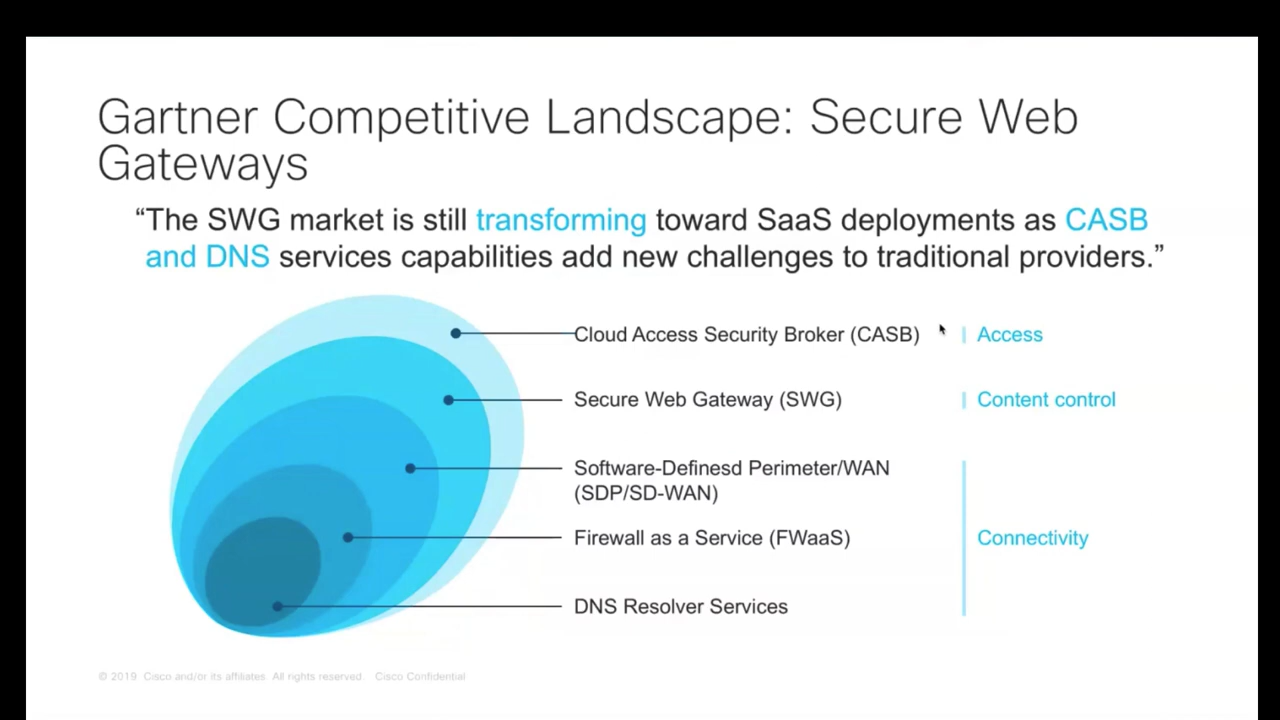 Gartner Competitive Landscape: Secure Web
Gateways
“The SWG market is still transforming toward SaaS deployments as CASB
and DNS services capabilities add new challenges to traditional providers.”
Cloud Access Security Broker (CASB)
Access
Secure Web Gateway (SWG)
Content control
Software-Definesd Perimeter/WAN
(SDP/SD-WAN)
Firewall as a Service (FWaaS)
Connectivity
DNS Resolver Services
© 2019 Cisco and/or its affiliates. All rights reserved. Cisco Confidential